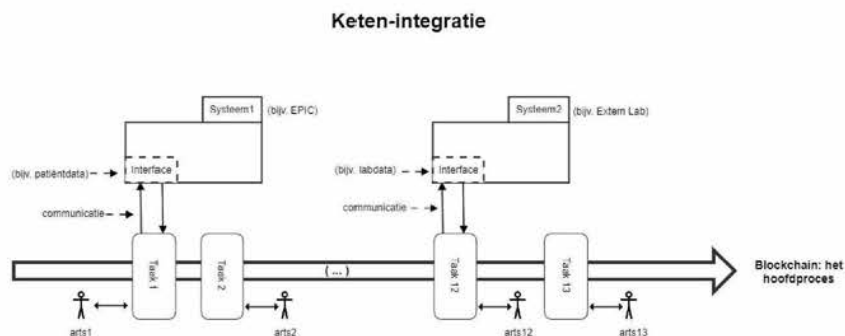 Keten-integratie
Systeem1
(bijv. EPIC)
Systeem2
(bijv. Extern Lab)
(bijv. patiëntdata)
Interface
(bijv. labdata)
Interface
communicatie
communicatie
Taak 1
Taak 2
( ... )
Taak 12
Taak 13
Blockchain: het
hoofdproces
arts1
arts2
arts12
arts13